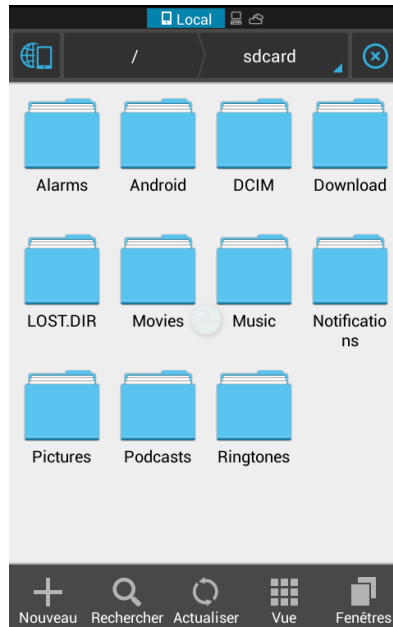 Local
/ sdcard
Alarms Android DCIM Download
LOST.DIR Movies Music Notificatio
ns
Pictures Podcasts Ringtones
Nouveau Rechercher Actualiser Vue Fenêtres